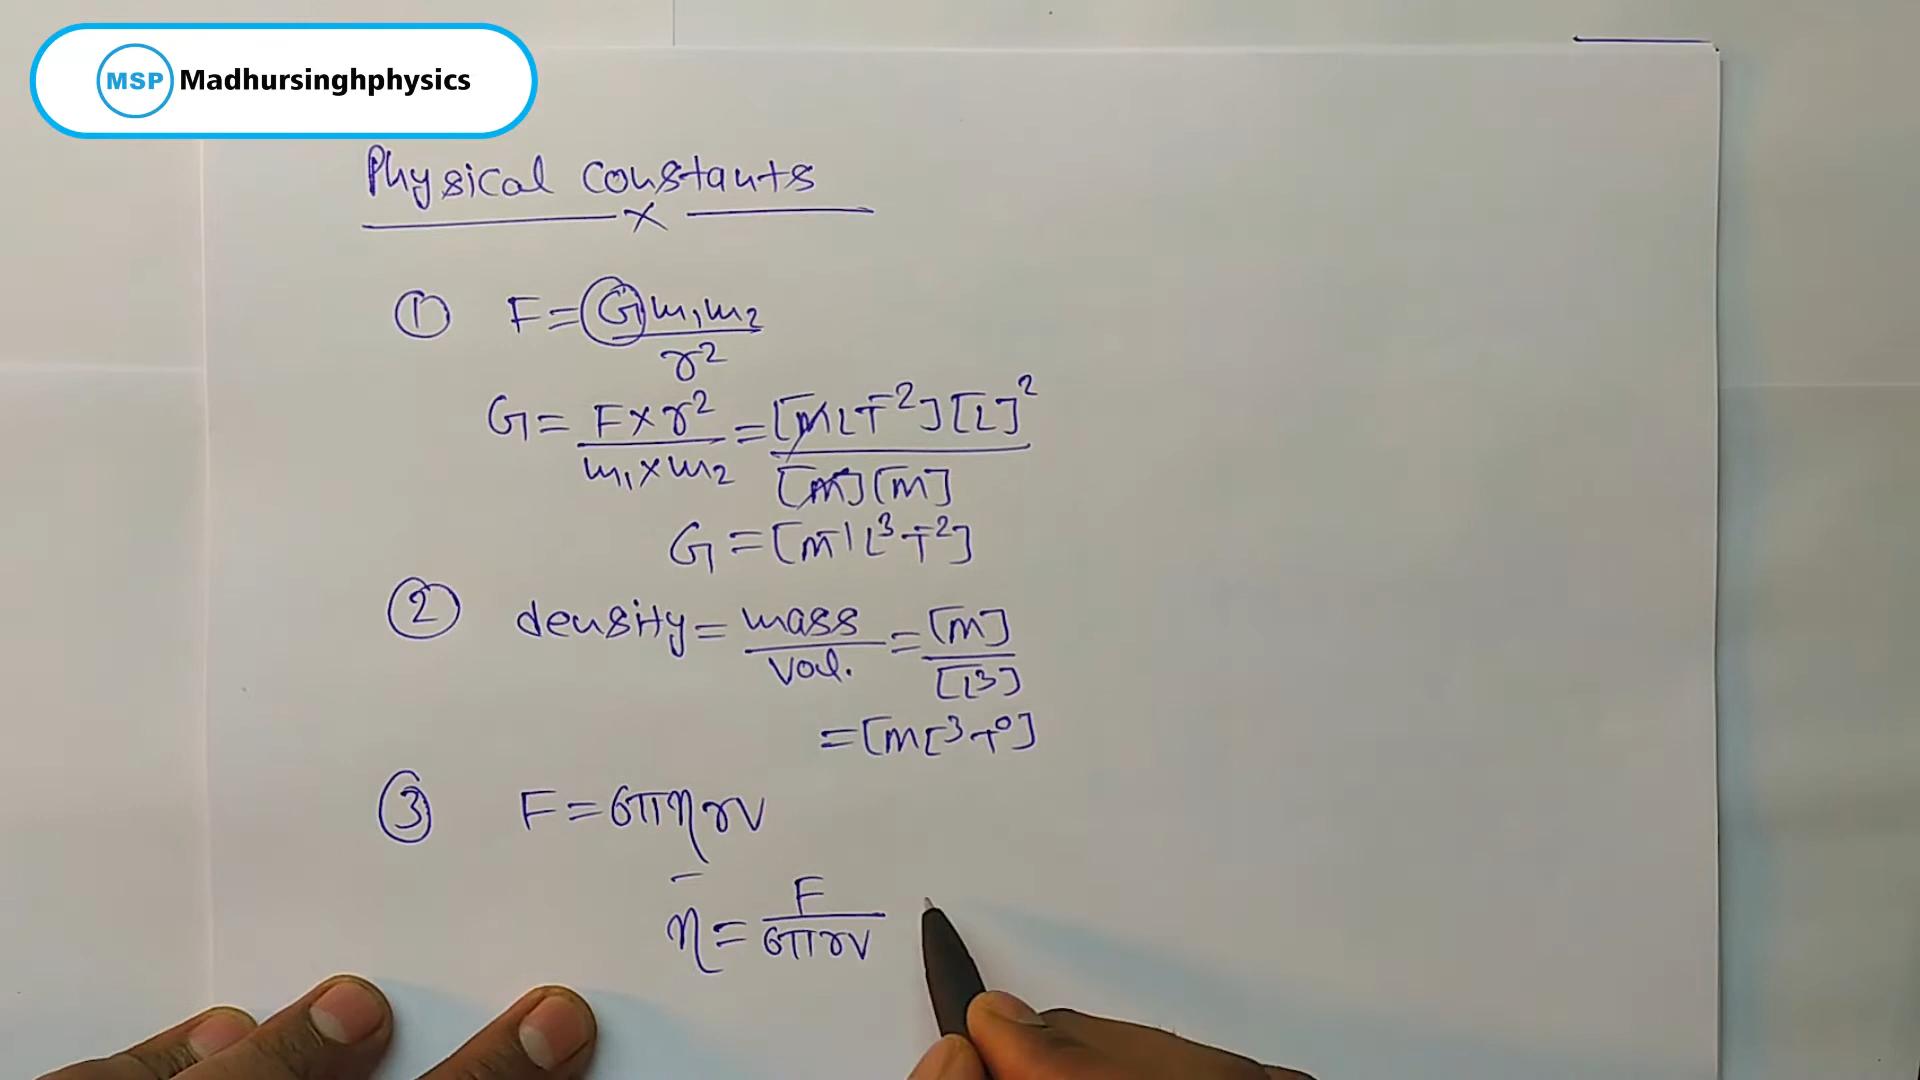 MSP Madhursinghphysics
Physical constants
x
① F = G m₁m₂ / r²
G = F × r² / m₁ × m₂ = [MLT⁻²][L]² / [M][M]
G = [M⁻¹L³T⁻²]
② density = mass / Vol. = [M] / [L³]
= [ML⁻³T⁰]
③ F = 6πηrv
η = F / 6πrv